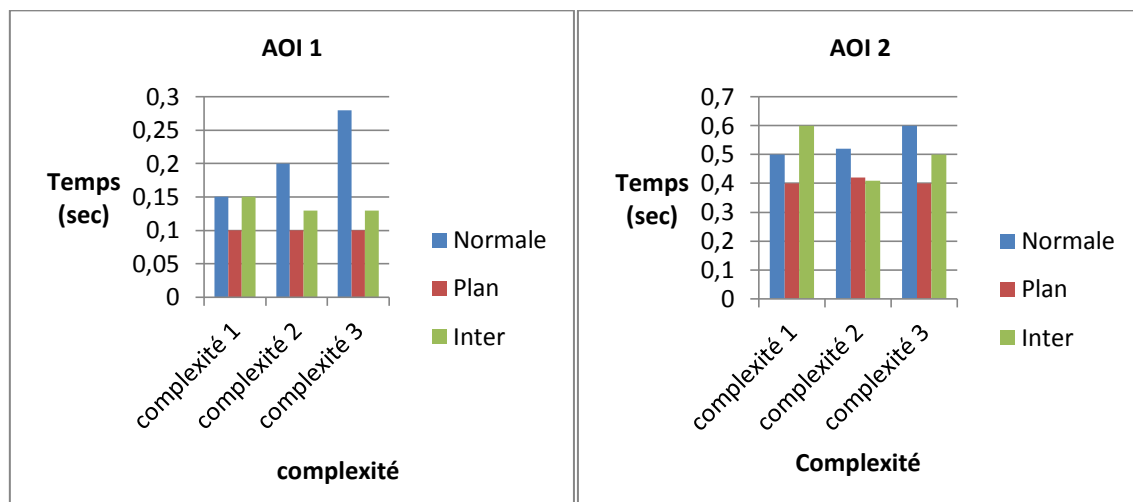 AOI 1
0,3
0,25
0,2
0,15
0,1
0,05
0
Temps
(sec)
complexité 1
complexité 2
complexité 3
complexité
Normale
Plan
Inter
AOI 2
0,7
0,6
0,5
0,4
0,3
0,2
0,1
0
Temps
(sec)
complexité 1
complexité 2
complexité 3
Complexité
Normale
Plan
Inter